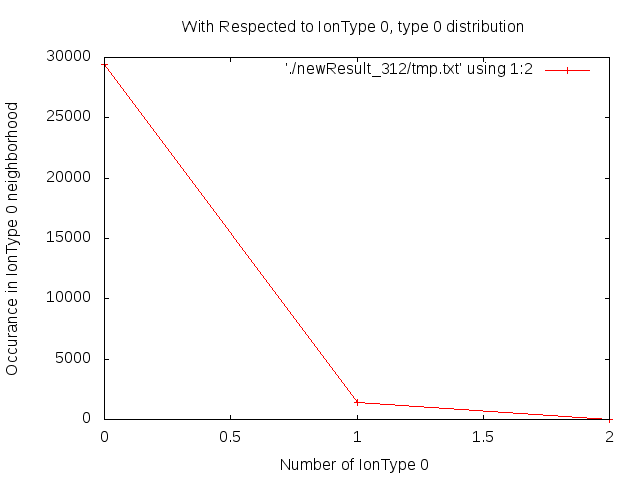 With Respected to IonType 0, type 0 distribution
30000
'./newResult_312/tmp.txt' using 1:2
25000
20000
15000
10000
5000
0
Occurance in IonType 0 neighborhood
0 0.5 1 1.5 2
Number of IonType 0